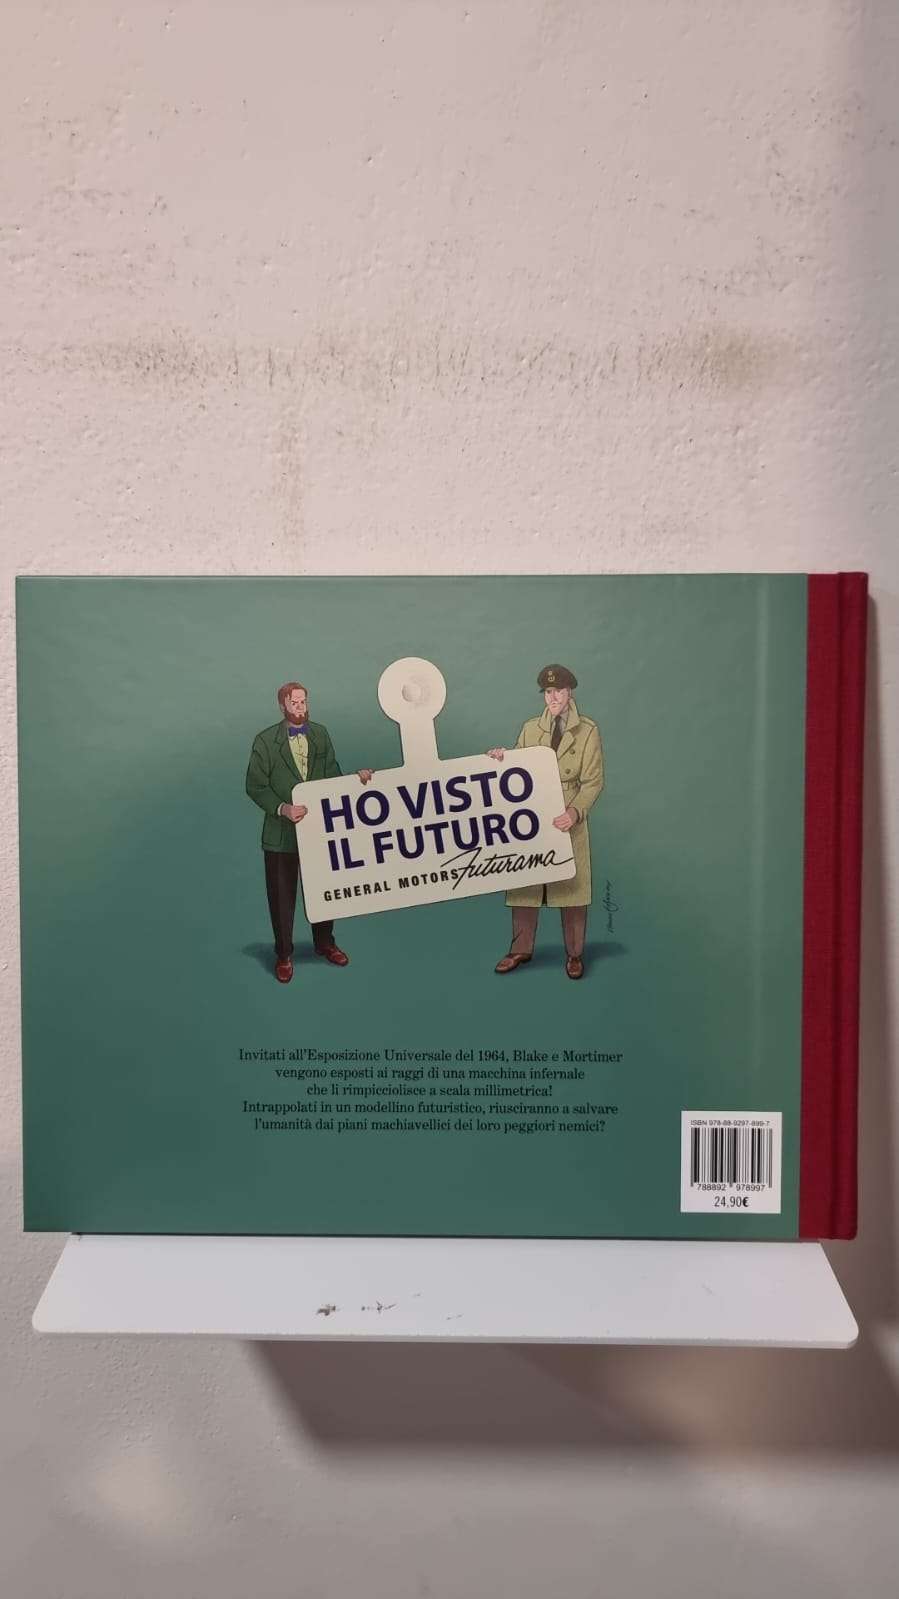 HO VISTO
IL FUTURO
GENERAL MOTORS Futurama
Invitati all'Esposizione Universale del 1964, Blake e Mortimer
vengono esposti ai raggi di una macchina infernale
che li rimpicciolisce a scala millimetrica!
Intrappolati in un modellino futuristico, riusciranno a salvare
l'umanità dai piani machiavellici dei loro peggiori nemici?
ISBN 978-88-9297-899-7
788892 978997
24,90€